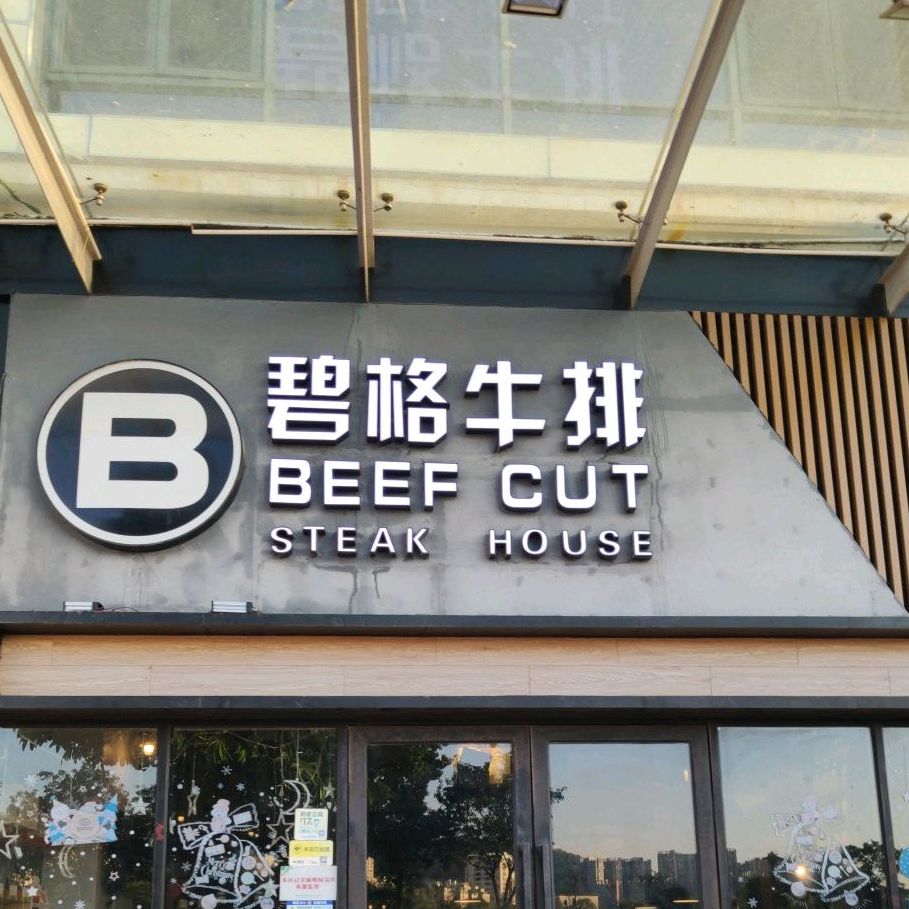 B
碧格牛排
BEEF CUT
STEAK HOUSE